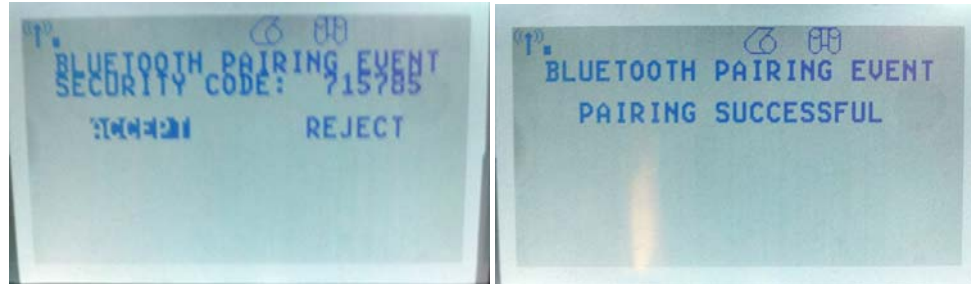 BLUETOOTH PAIRING EVENT
SECURITY CODE: 715785
ACCEPT REJECT
BLUETOOTH PAIRING EVENT
PAIRING SUCCESSFUL